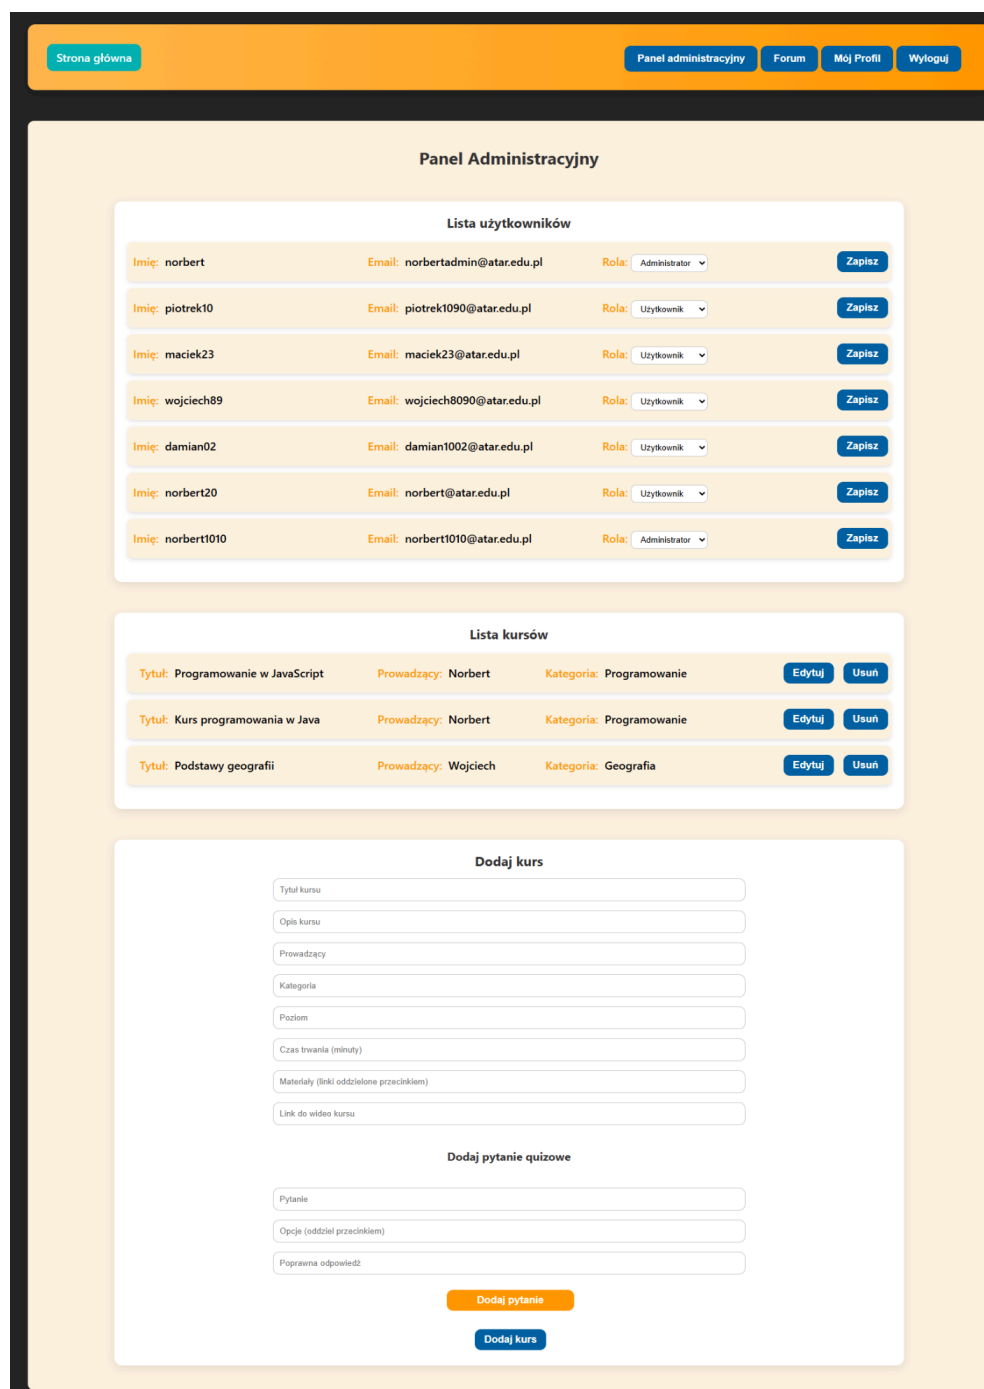 Strona główna Panel administracyjny Forum Mój Profil Wyloguj
Panel Administracyjny
Lista użytkowników
Imię: norbert Email: norbertadmin@atar.edu.pl Rola: Administrator Zapisz
Imię: piotrek10 Email: piotrek1090@atar.edu.pl Rola: Użytkownik Zapisz
Imię: maciek23 Email: maciek23@atar.edu.pl Rola: Użytkownik Zapisz
Imię: wojciech89 Email: wojciech8090@atar.edu.pl Rola: Użytkownik Zapisz
Imię: damian02 Email: damian1002@atar.edu.pl Rola: Użytkownik Zapisz
Imię: norbert20 Email: norbert@atar.edu.pl Rola: Użytkownik Zapisz
Imię: norbert1010 Email: norbert1010@atar.edu.pl Rola: Administrator Zapisz
Lista kursów
Tytuł: Programowanie w JavaScript Prowadzący: Norbert Kategoria: Programowanie Edytuj Usuń
Tytuł: Kurs programowania w Java Prowadzący: Norbert Kategoria: Programowanie Edytuj Usuń
Tytuł: Podstawy geografii Prowadzący: Wojciech Kategoria: Geografia Edytuj Usuń
Dodaj kurs
Tytuł kursu
Opis kursu
Prowadzący
Kategoria
Poziom
Czas trwania (minuty)
Materiały (linki oddzielone przecinkiem)
Link do wideo kursu
Dodaj pytanie quizowe
Pytanie
Opcje (oddziel przecinkiem)
Poprawna odpowiedź
Dodaj pytanie
Dodaj kurs